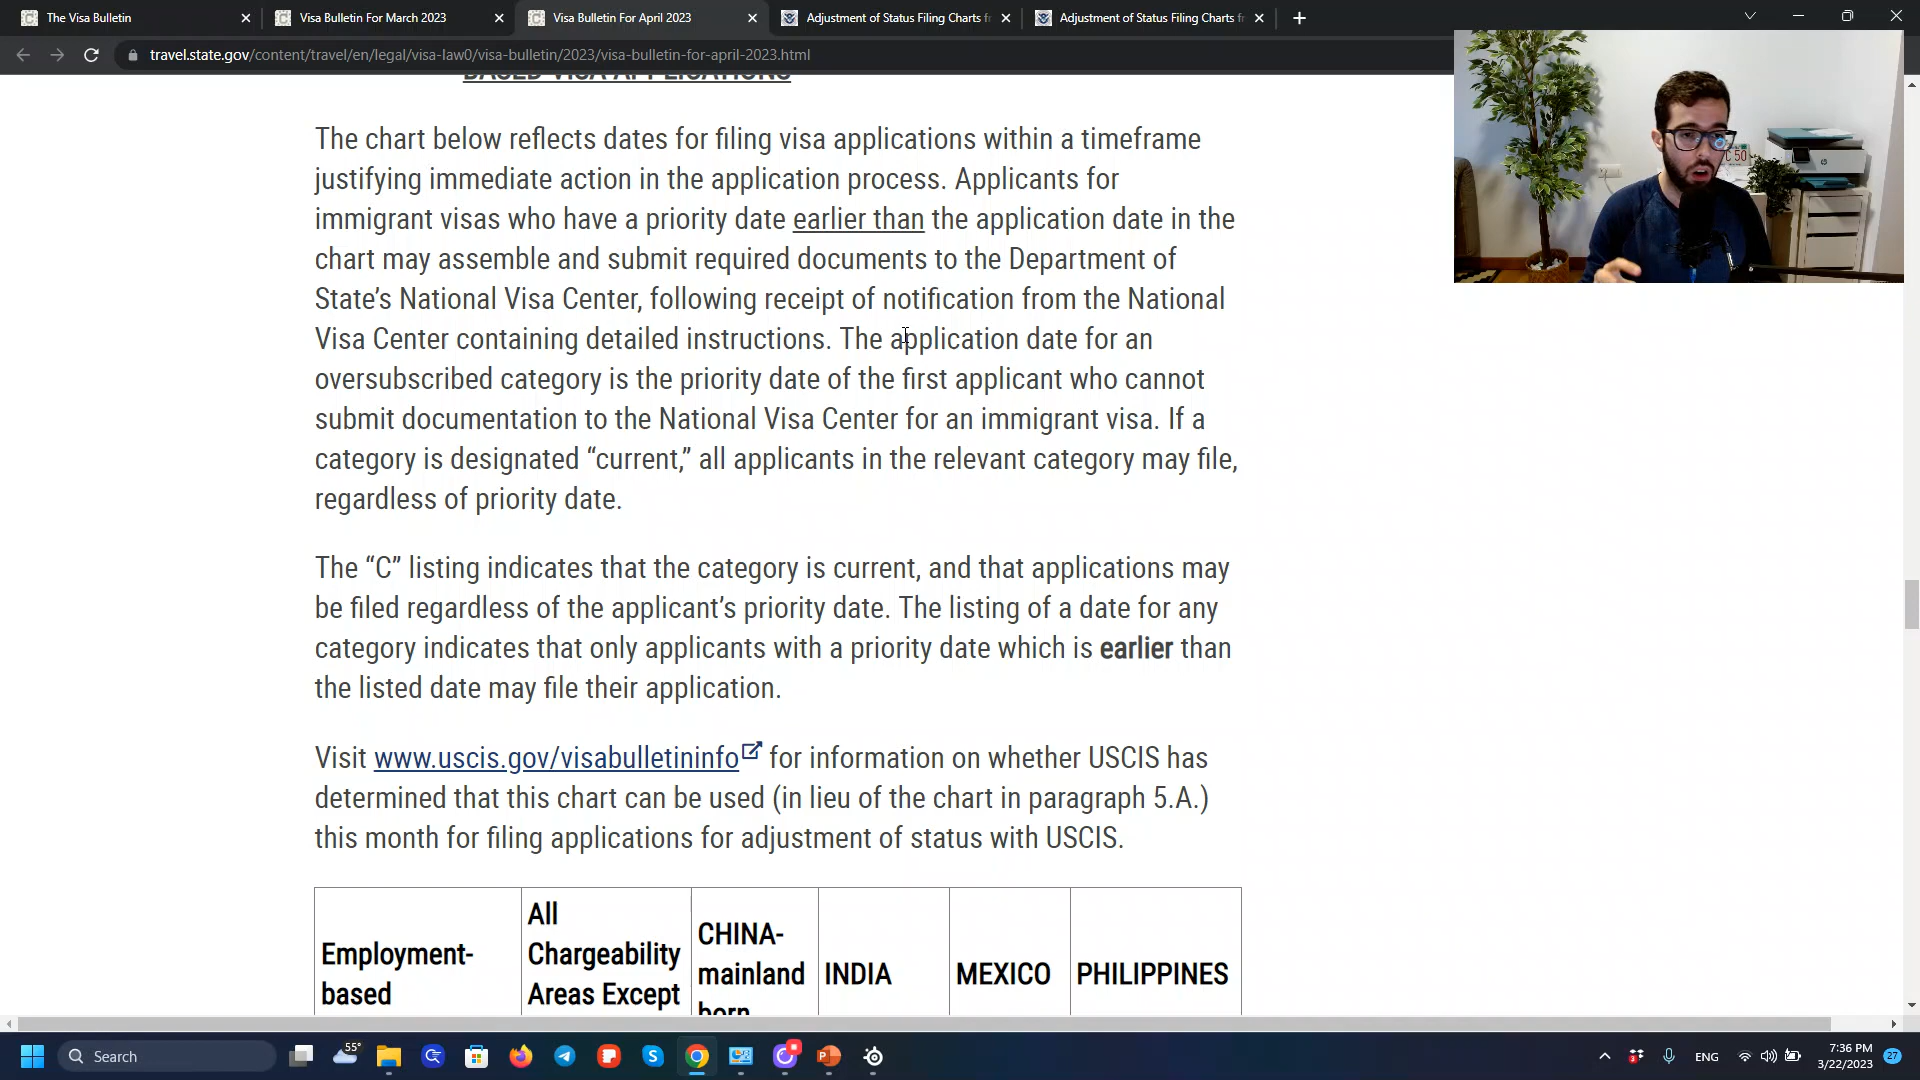 The Visa Bulletin
Visa Bulletin For March 2023
Visa Bulletin For April 2023
Adjustment of Status Filing Charts f
Adjustment of Status Filing Charts f
travel.state.gov/content/travel/en/legal/visa-law0/visa-bulletin/2023/visa-bulletin-for-april-2023.html
BASED VISA APPLICATIONS
The chart below reflects dates for filing visa applications within a timeframe
justifying immediate action in the application process. Applicants for
immigrant visas who have a priority date earlier than the application date in the
chart may assemble and submit required documents to the Department of
State’s National Visa Center, following receipt of notification from the National
Visa Center containing detailed instructions. The application date for an
oversubscribed category is the priority date of the first applicant who cannot
submit documentation to the National Visa Center for an immigrant visa. If a
category is designated “current,” all applicants in the relevant category may file,
regardless of priority date.
The “C” listing indicates that the category is current, and that applications may
be filed regardless of the applicant’s priority date. The listing of a date for any
category indicates that only applicants with a priority date which is earlier than
the listed date may file their application.
Visit www.uscis.gov/visabulletininfo for information on whether USCIS has
determined that this chart can be used (in lieu of the chart in paragraph 5.A.)
this month for filing applications for adjustment of status with USCIS.
Employment-
based
All
Chargeability
Areas Except
CHINA-
mainland
born
INDIA
MEXICO
PHILIPPINES
Search
55°
ENG
7:36 PM
3/22/2023
27